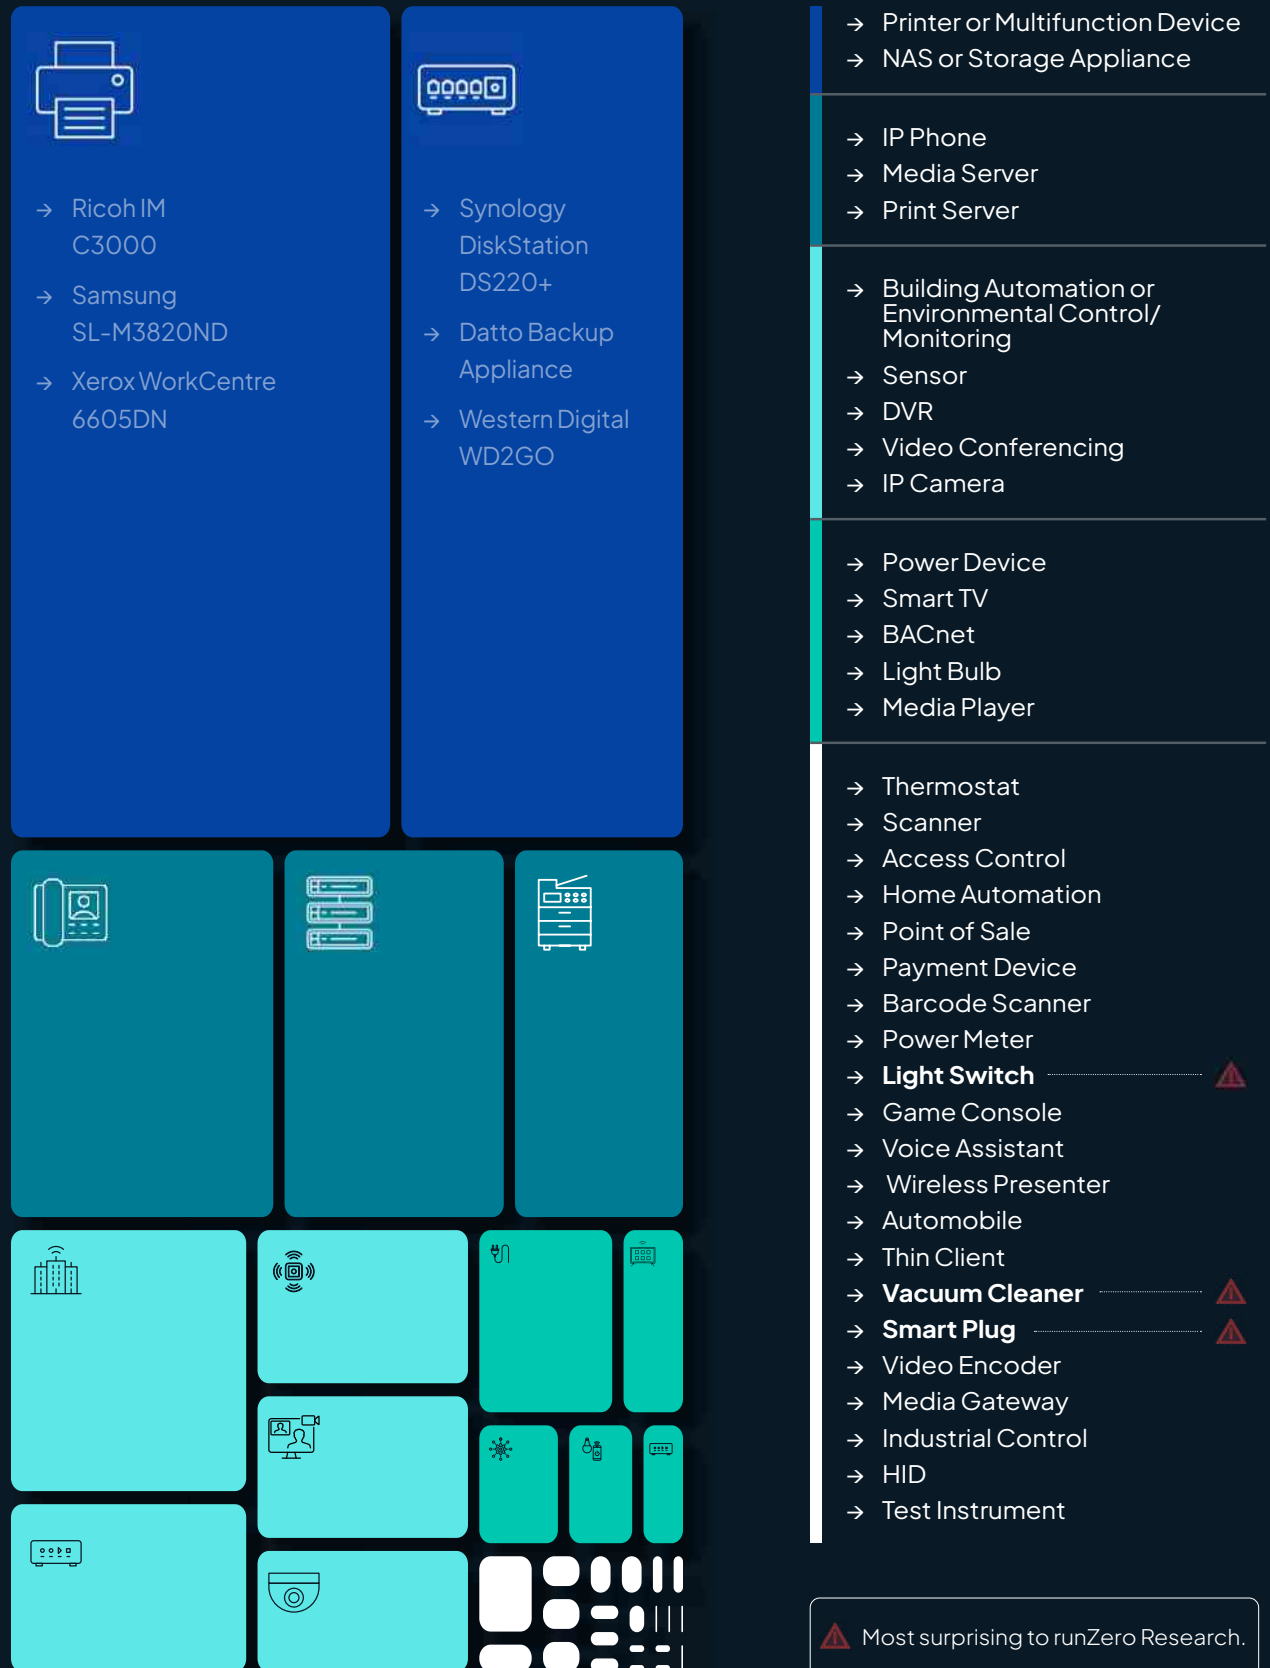 → Ricoh IM
C3000
→ Samsung
SL-M3820ND
→ Xerox WorkCentre
6605DN
→ Synology
DiskStation
DS220+
→ Datto Backup
Appliance
→ Western Digital
WD2GO
→ Printer or Multifunction Device
→ NAS or Storage Appliance
→ IP Phone
→ Media Server
→ Print Server
→ Building Automation or
Environmental Control/
Monitoring
→ Sensor
→ DVR
→ Video Conferencing
→ IP Camera
→ Power Device
→ Smart TV
→ BACnet
→ Light Bulb
→ Media Player
→ Thermostat
→ Scanner
→ Access Control
→ Home Automation
→ Point of Sale
→ Payment Device
→ Barcode Scanner
→ Power Meter
→ Light Switch
→ Game Console
→ Voice Assistant
→ Wireless Presenter
→ Automobile
→ Thin Client
→ Vacuum Cleaner
→ Smart Plug
→ Video Encoder
→ Media Gateway
→ Industrial Control
→ HID
→ Test Instrument
Most surprising to runZero Research.